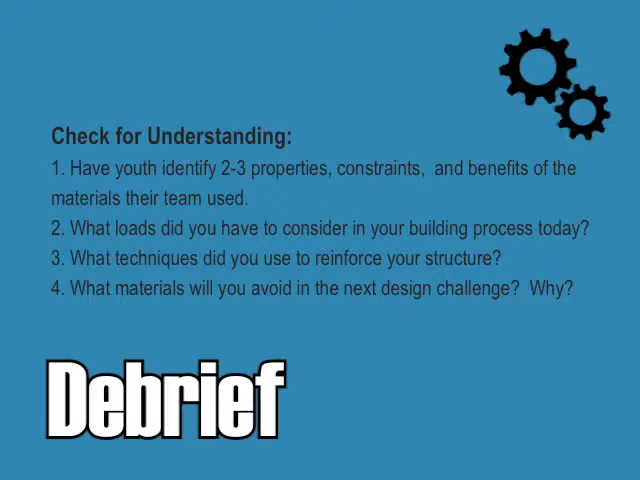 Check for Understanding:
1. Have youth identify 2-3 properties, constraints,  and benefits of the
materials their team used.
2. What loads did you have to consider in your building process today?
3. What techniques did you use to reinforce your structure?
4. What materials will you avoid in the next design challenge?  Why?
Debrief